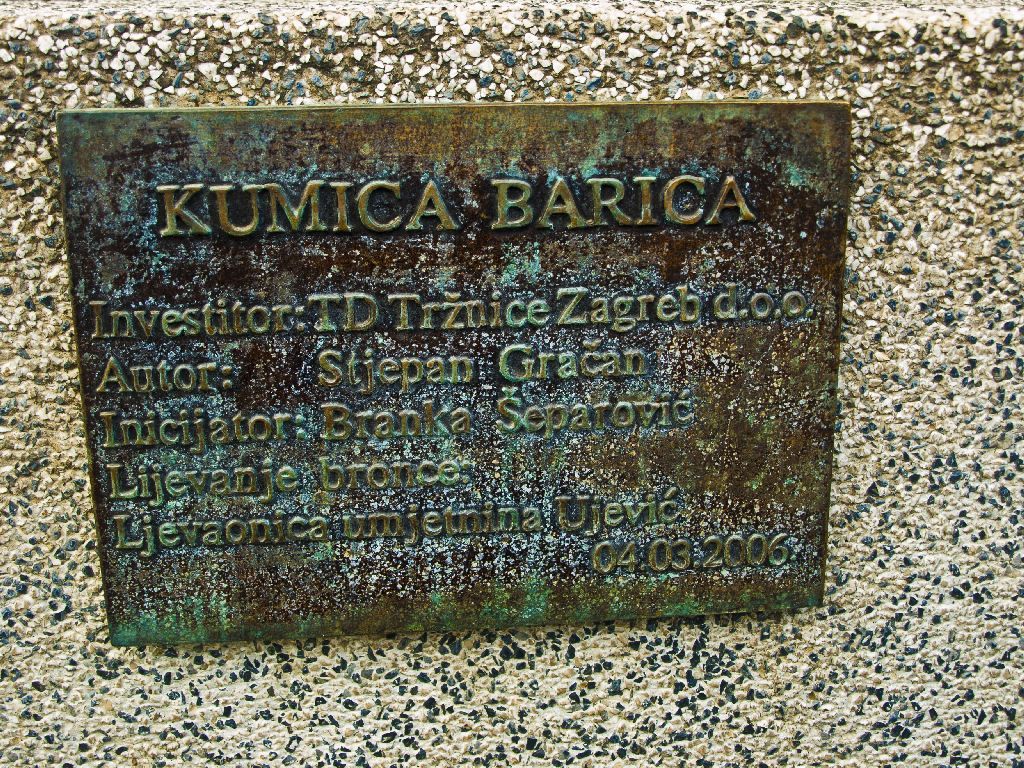 KUMICA BARICA
Investitor: TD Tržnice Zagreb d.o.o.
Autor: Stjepan Gračan
Inicijator: Branka Šeparović
Lijevanje bronce:
Ljevaonica umjetnina Ujević
04.03.2006.